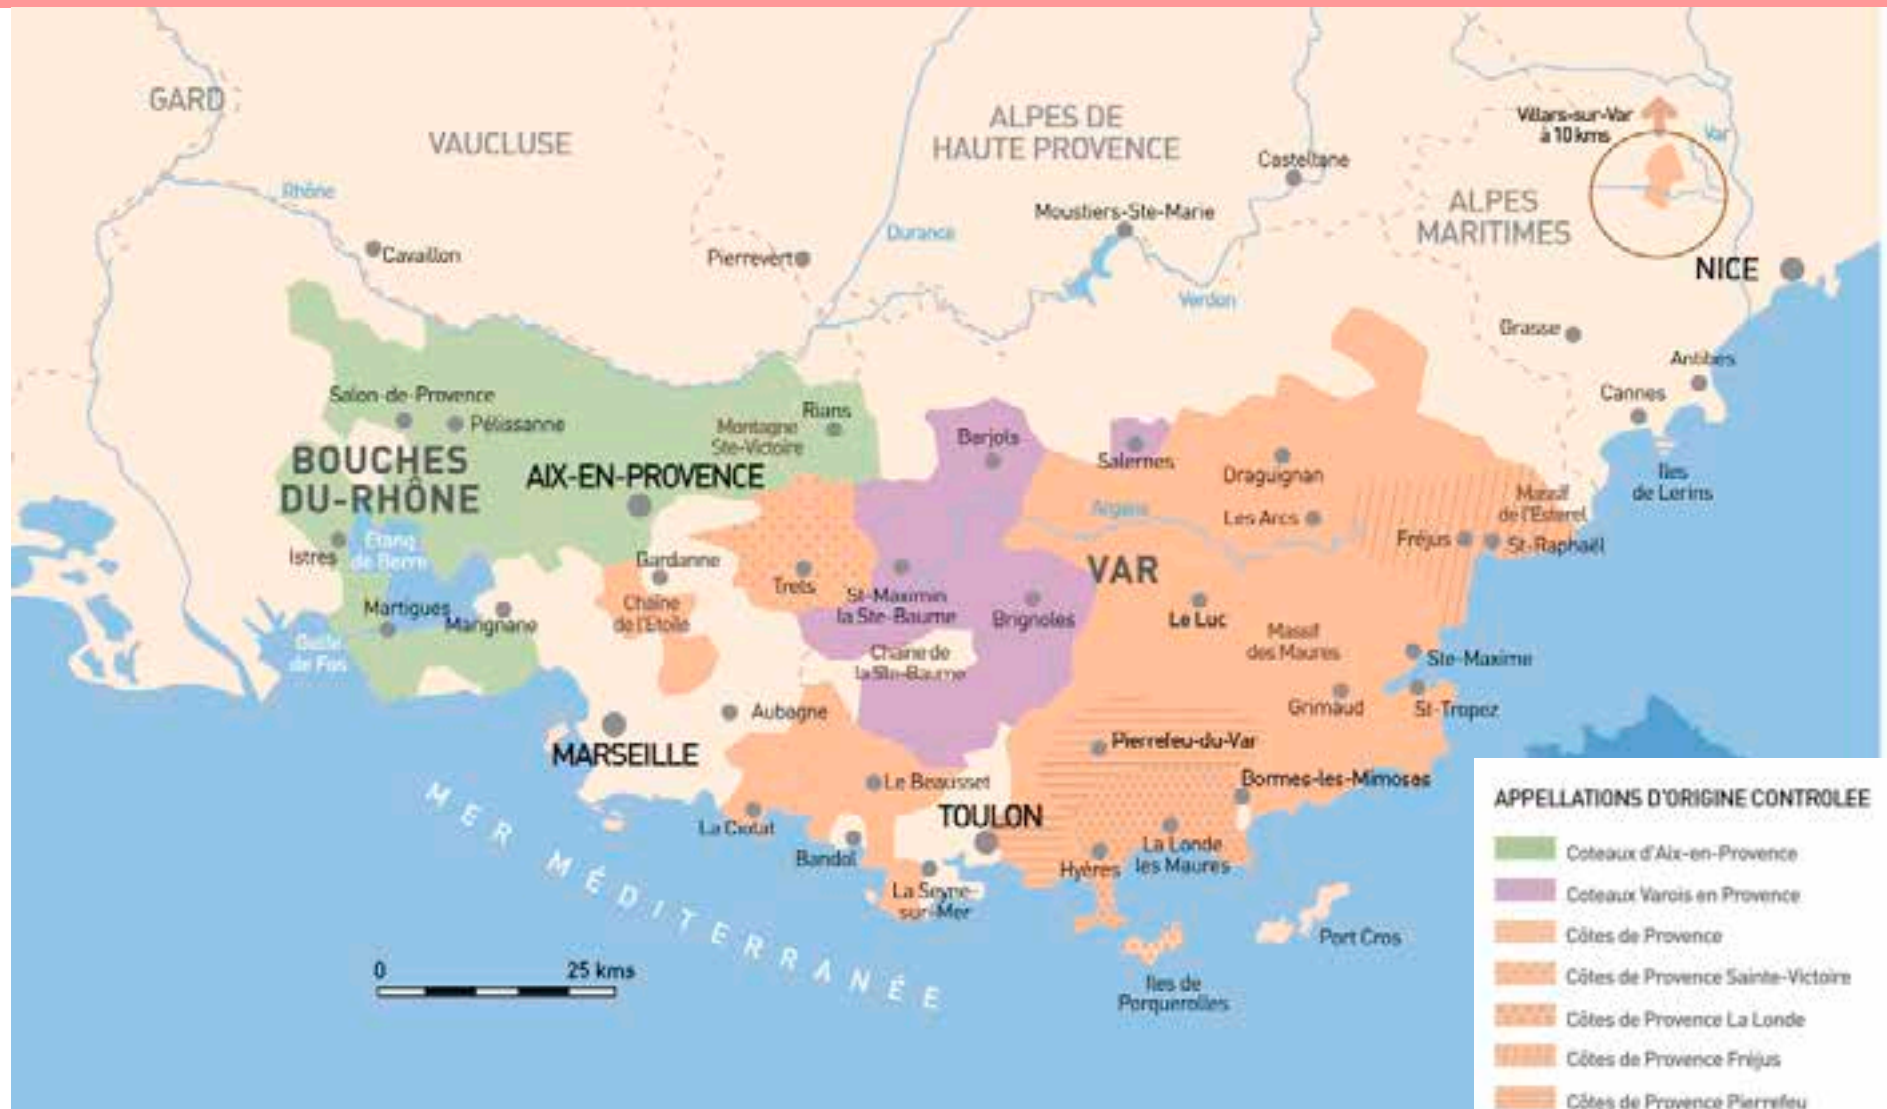 GARD
VAUCLUSE
ALPES DE
HAUTE PROVENCE
Castellane
Villars-sur-Var
à 10 kms
Var
Rhône
Moustiers-Ste-Marie
ALPES
MARITIMES
Cavaillon
Pierrevert
Durance
NICE
Verdon
Grasse
Antibes
Cannes
Salon-de-Provence
Pélissanne
Rians
Montagne
Ste-Victoire
Barjols
Salernes
Draguignan
BOUCHES
DU-RHÔNE
AIX-EN-PROVENCE
Iles
de Lerins
Massif
de l'Esterel
Argens
Les Arcs
Fréjus
St-Raphaël
Istres
Étang
de Berre
Gardanne
Trets
VAR
Martigues
Marignane
Chaîne
de l'Etoile
St-Maximin
la Ste-Baume
Brignoles
Le Luc
Massif
des Maures
Golfe
de Fos
Chaîne de
la Ste-Baume
Ste-Maxime
Grimaud
St-Tropez
Aubagne
MARSEILLE
Pierrefeu-du-Var
Le Beausset
Bormes-les-Mimosas
TOULON
La Ciotat
Bandol
Hyères
La Londe
les Maures
La Seyne-
sur-Mer
MER MÉDITERRANÉE
Port Cros
Iles de
Porquerolles
0 25 kms
APPELLATIONS D'ORIGINE CONTROLEE
Coteaux d'Aix-en-Provence
Coteaux Varois en Provence
Côtes de Provence
Côtes de Provence Sainte-Victoire
Côtes de Provence La Londe
Côtes de Provence Fréjus
Côtes de Provence Pierrefeu